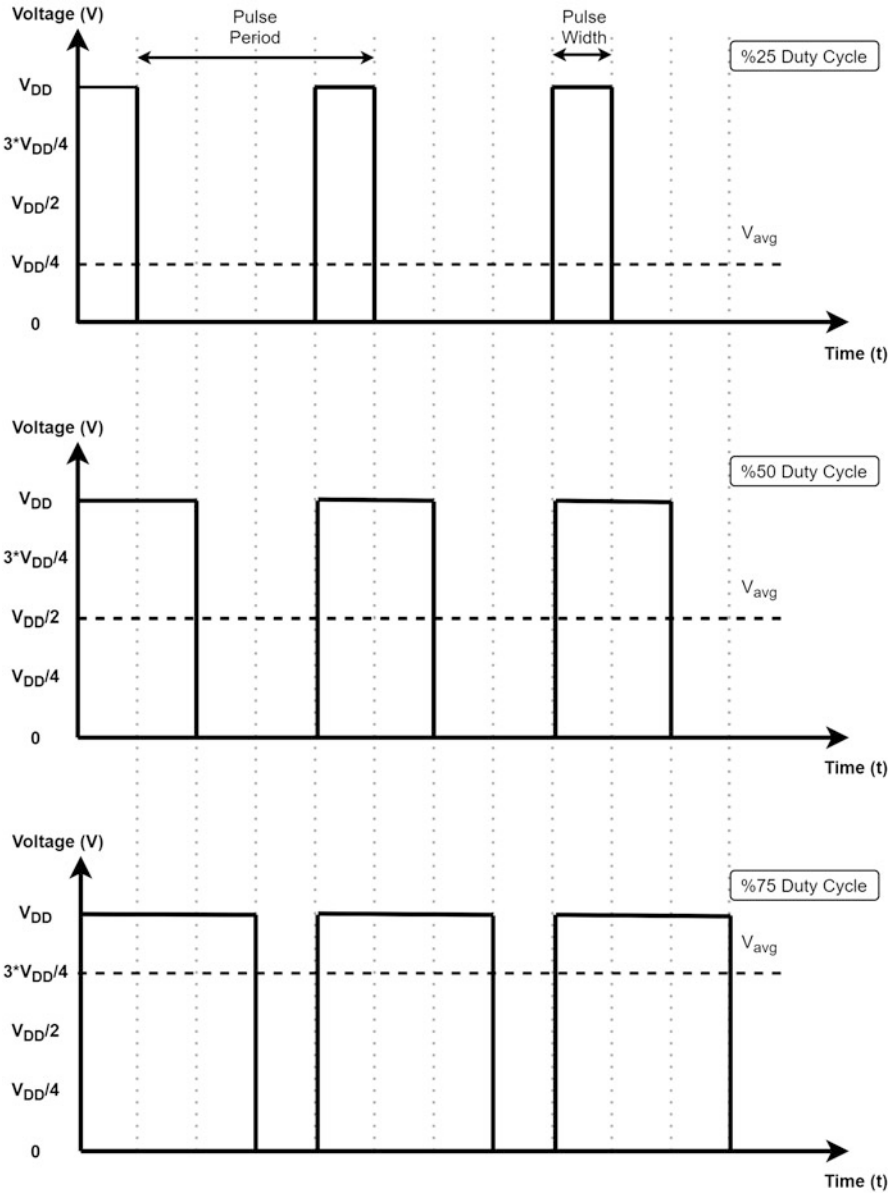 Voltage (V)
Pulse
Period
Pulse
Width
%25 Duty Cycle
VDD
3*VDD/4
VDD/2
Vavg
VDD/4
0
Time (t)
Voltage (V)
%50 Duty Cycle
VDD
3*VDD/4
Vavg
VDD/2
VDD/4
0
Time (t)
Voltage (V)
%75 Duty Cycle
VDD
Vavg
3*VDD/4
VDD/2
VDD/4
0
Time (t)